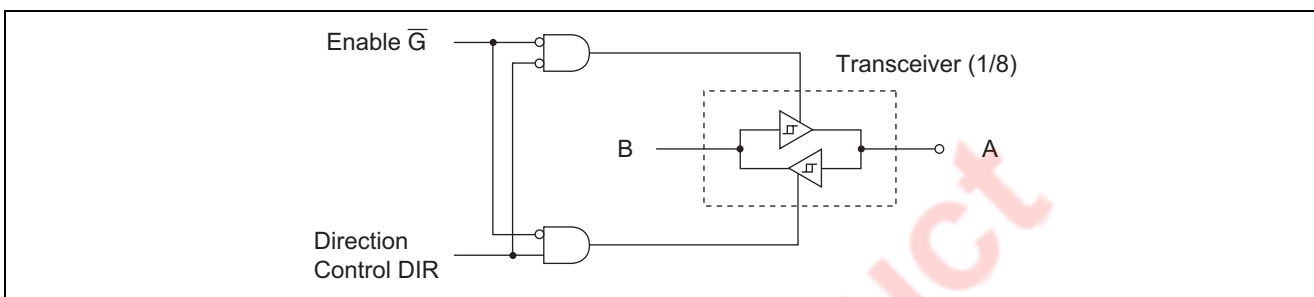 Enable G̅
Transceiver (1/8)
B
A
Direction
Control DIR